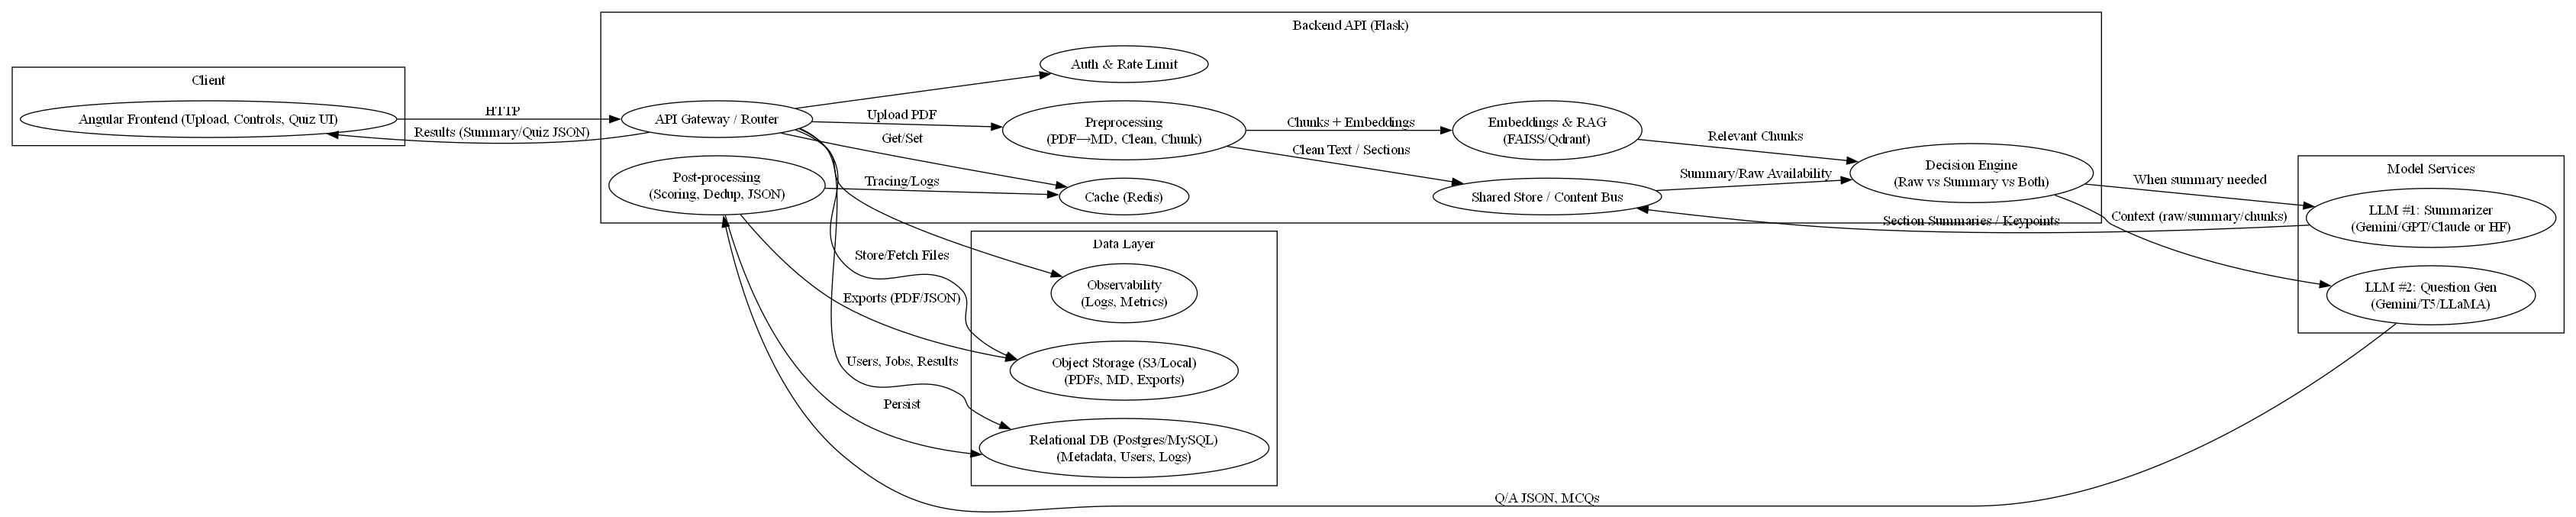 Backend API (Flask)
Client
Angular Frontend (Upload, Controls, Quiz UI)
HTTP
Results (Summary/Quiz JSON)
API Gateway / Router
Auth & Rate Limit
Upload PDF
Get/Set
Preprocessing
(PDF→MD, Clean, Chunk)
Chunks + Embeddings
Clean Text / Sections
Embeddings & RAG
(FAISS/Qdrant)
Relevant Chunks
Post-processing
(Scoring, Dedup, JSON)
Tracing/Logs
Cache (Redis)
Shared Store / Content Bus
Summary/Raw Availability
Decision Engine
(Raw vs Summary vs Both)
When summary needed
Section Summaries / Keypoints
Context (raw/summary/chunks)
Model Services
LLM #1: Summarizer
(Gemini/GPT/Claude or HF)
LLM #2: Question Gen
(Gemini/T5/LLaMA)
Data Layer
Store/Fetch Files
Observability
(Logs, Metrics)
Exports (PDF/JSON)
Object Storage (S3/Local)
(PDFs, MD, Exports)
Users, Jobs, Results
Persist
Relational DB (Postgres/MySQL)
(Metadata, Users, Logs)
Q/A JSON, MCQs